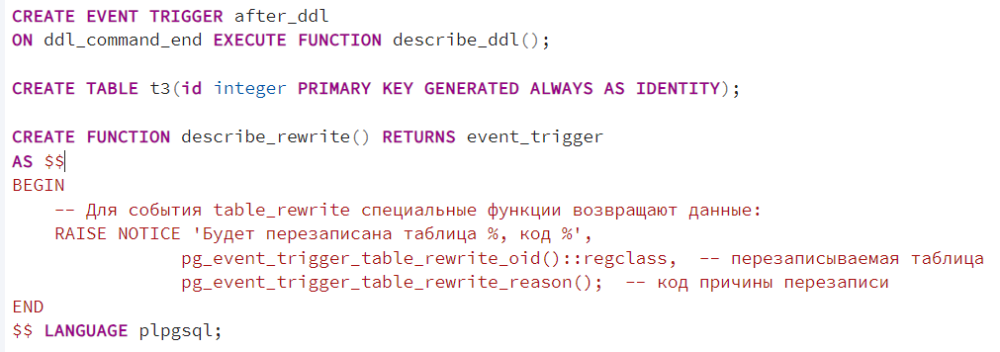 CREATE EVENT TRIGGER after_ddl
ON ddl_command_end EXECUTE FUNCTION describe_ddl();

CREATE TABLE t3(id integer PRIMARY KEY GENERATED ALWAYS AS IDENTITY);

CREATE FUNCTION describe_rewrite() RETURNS event_trigger
AS $$
BEGIN
    -- Для события table_rewrite специальные функции возвращают данные:
    RAISE NOTICE 'Будет перезаписана таблица %, код %',
                 pg_event_trigger_table_rewrite_oid()::regclass,  -- перезаписываемая таблица
                 pg_event_trigger_table_rewrite_reason();  -- код причины перезаписи
END
$$ LANGUAGE plpgsql;